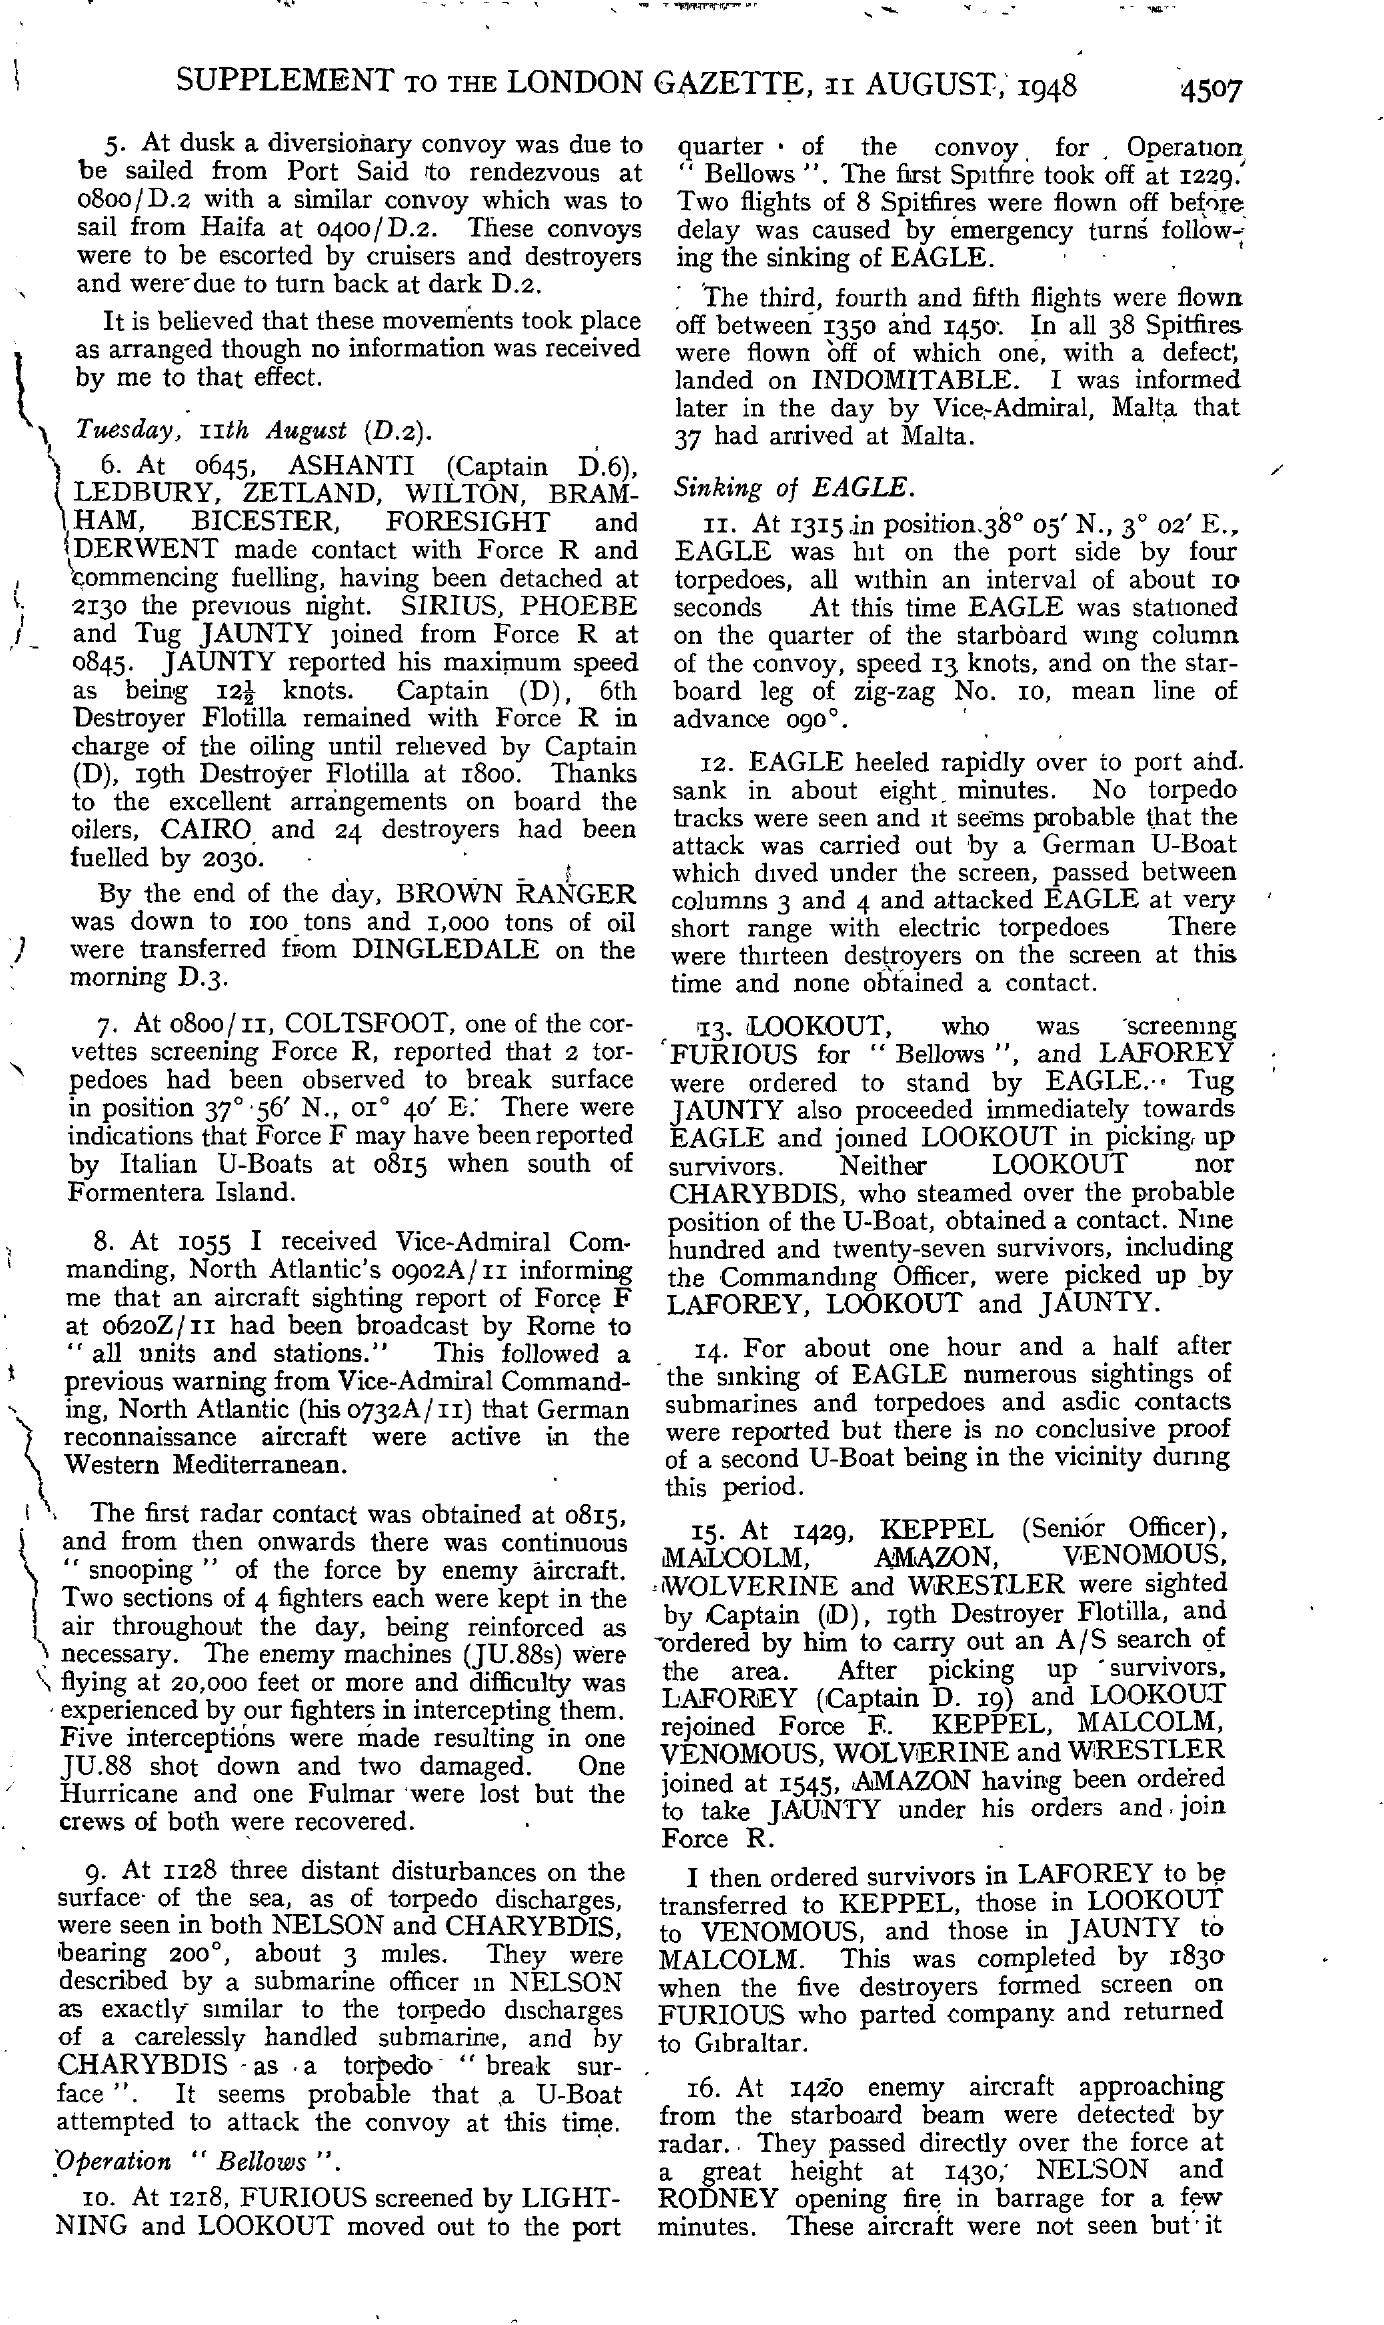 SUPPLEMENT TO THE LONDON GAZETTE, 11 AUGUST, 1948 4507
5. At dusk a diversionary convoy was due to
be sailed from Port Said to rendezvous at
0800/D.2 with a similar convoy which was to
sail from Haifa at 0400/D.2. These convoys
were to be escorted by cruisers and destroyers
and were due to turn back at dark D.2.
It is believed that these movements took place
as arranged though no information was received
by me to that effect.
Tuesday, 11th August (D.2).
6. At 0645, ASHANTI (Captain D.6),
LEDBURY, ZETLAND, WILTON, BRAM-
HAM, BICESTER, FORESIGHT and
DERWENT made contact with Force R and
commencing fuelling, having been detached at
2130 the previous night. SIRIUS, PHOEBE
and Tug JAUNTY joined from Force R at
0845. JAUNTY reported his maximum speed
as being 12½ knots. Captain (D), 6th
Destroyer Flotilla remained with Force R in
charge of the oiling until relieved by Captain
(D), 19th Destroyer Flotilla at 1800. Thanks
to the excellent arrangements on board the
oilers, CAIRO and 24 destroyers had been
fuelled by 2030.
By the end of the day, BROWN RANGER
was down to 100 tons and 1,000 tons of oil
were transferred from DINGLEDALE on the
morning D.3.
7. At 0800/11, COLTSFOOT, one of the cor-
vettes screening Force R, reported that 2 tor-
pedoes had been observed to break surface
in position 37° 56′ N., 01° 40′ E. There were
indications that Force F may have been reported
by Italian U-Boats at 0815 when south of
Formentera Island.
8. At 1055 I received Vice-Admiral Com-
manding, North Atlantic's 0902A/11 informing
me that an aircraft sighting report of Force F
at 0620Z/11 had been broadcast by Rome to
" all units and stations." This followed a
previous warning from Vice-Admiral Command-
ing, North Atlantic (his 0732A/11) that German
reconnaissance aircraft were active in the
Western Mediterranean.
The first radar contact was obtained at 0815,
and from then onwards there was continuous
" snooping " of the force by enemy aircraft.
Two sections of 4 fighters each were kept in the
air throughout the day, being reinforced as
necessary. The enemy machines (JU.88s) were
flying at 20,000 feet or more and difficulty was
experienced by our fighters in intercepting them.
Five interceptions were made resulting in one
JU.88 shot down and two damaged. One
Hurricane and one Fulmar were lost but the
crews of both were recovered.
9. At 1128 three distant disturbances on the
surface of the sea, as of torpedo discharges,
were seen in both NELSON and CHARYBDIS,
bearing 200°, about 3 miles. They were
described by a submarine officer in NELSON
as exactly similar to the torpedo discharges
of a carelessly handled submarine, and by
CHARYBDIS as a torpedo " break sur-
face ". It seems probable that a U-Boat
attempted to attack the convoy at this time.
Operation " Bellows ".
10. At 1218, FURIOUS screened by LIGHT-
NING and LOOKOUT moved out to the port
quarter of the convoy for Operation
" Bellows ". The first Spitfire took off at 1229.
Two flights of 8 Spitfires were flown off before
delay was caused by emergency turns follow-
ing the sinking of EAGLE.
The third, fourth and fifth flights were flown
off between 1350 and 1450. In all 38 Spitfires
were flown off of which one, with a defect,
landed on INDOMITABLE. I was informed
later in the day by Vice-Admiral, Malta that
37 had arrived at Malta.
Sinking of EAGLE.
11. At 1315 in position 38° 05′ N., 3° 02′ E.,
EAGLE was hit on the port side by four
torpedoes, all within an interval of about 10
seconds At this time EAGLE was stationed
on the quarter of the starboard wing column
of the convoy, speed 13 knots, and on the star-
board leg of zig-zag No. 10, mean line of
advance 090°.
12. EAGLE heeled rapidly over to port and
sank in about eight minutes. No torpedo
tracks were seen and it seems probable that the
attack was carried out by a German U-Boat
which dived under the screen, passed between
columns 3 and 4 and attacked EAGLE at very
short range with electric torpedoes There
were thirteen destroyers on the screen at this
time and none obtained a contact.
13. LOOKOUT, who was screening
FURIOUS for " Bellows ", and LAFOREY
were ordered to stand by EAGLE. Tug
JAUNTY also proceeded immediately towards
EAGLE and joined LOOKOUT in picking up
survivors. Neither LOOKOUT nor
CHARYBDIS, who steamed over the probable
position of the U-Boat, obtained a contact. Nine
hundred and twenty-seven survivors, including
the Commanding Officer, were picked up by
LAFOREY, LOOKOUT and JAUNTY.
14. For about one hour and a half after
the sinking of EAGLE numerous sightings of
submarines and torpedoes and asdic contacts
were reported but there is no conclusive proof
of a second U-Boat being in the vicinity during
this period.
15. At 1429, KEPPEL (Senior Officer),
MALCOLM, AMAZON, VENOMOUS,
WOLVERINE and WRESTLER were sighted
by Captain (D), 19th Destroyer Flotilla, and
ordered by him to carry out an A/S search of
the area. After picking up survivors,
LAFOREY (Captain D. 19) and LOOKOUT
rejoined Force F. KEPPEL, MALCOLM,
VENOMOUS, WOLVERINE and WRESTLER
joined at 1545, AMAZON having been ordered
to take JAUNTY under his orders and join
Force R.
I then ordered survivors in LAFOREY to be
transferred to KEPPEL, those in LOOKOUT
to VENOMOUS, and those in JAUNTY to
MALCOLM. This was completed by 1830
when the five destroyers formed screen on
FURIOUS who parted company and returned
to Gibraltar.
16. At 1420 enemy aircraft approaching
from the starboard beam were detected by
radar. They passed directly over the force at
a great height at 1430, NELSON and
RODNEY opening fire in barrage for a few
minutes. These aircraft were not seen but it